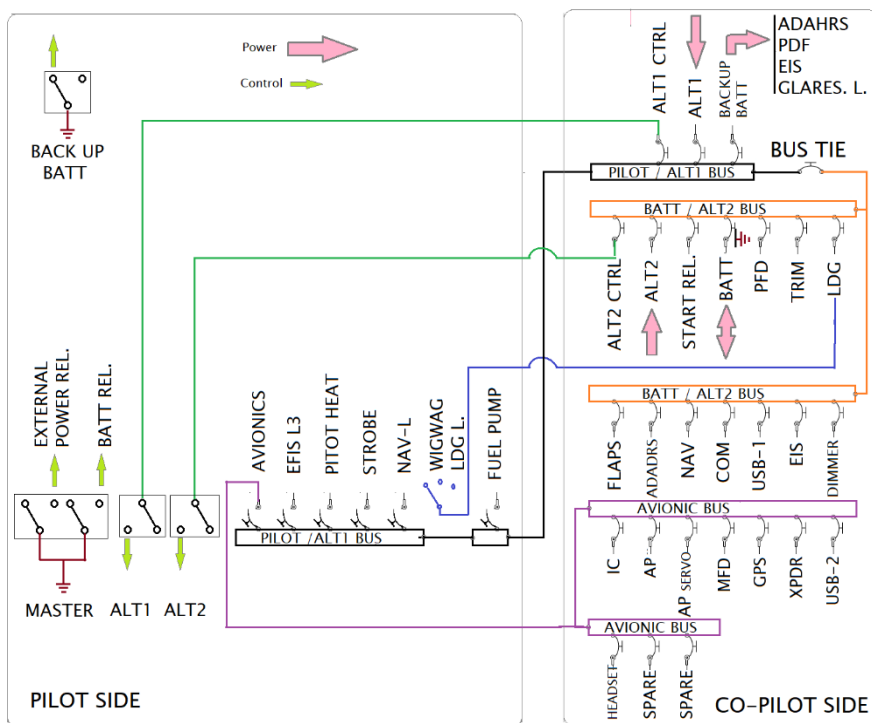 Power
Control
BACK UP
BATT
ALT1 CTRL
ALT1
BACKUP
BATT
ADAHRS
PDF
EIS
GLARES. L.
PILOT / ALT1 BUS
BUS TIE
BATT / ALT2 BUS
ALT2 CTRL
ALT2
START REL.
BATT
PFD
TRIM
LDG
EXTERNAL
POWER REL.
BATT REL.
AVIONICS
EFIS L3
PITOT HEAT
STROBE
NAV-L
WIGWAG
LDG L.
FUEL PUMP
PILOT /ALT1 BUS
MASTER
ALT1
ALT2
BATT / ALT2 BUS
FLAPS
ADADRS
NAV
COM
USB-1
EIS
DIMMER
AVIONIC BUS
IC
AP
AP SERVO
MFD
GPS
XPDR
USB-2
AVIONIC BUS
HEADSET
SPARE
SPARE
PILOT SIDE
CO-PILOT SIDE